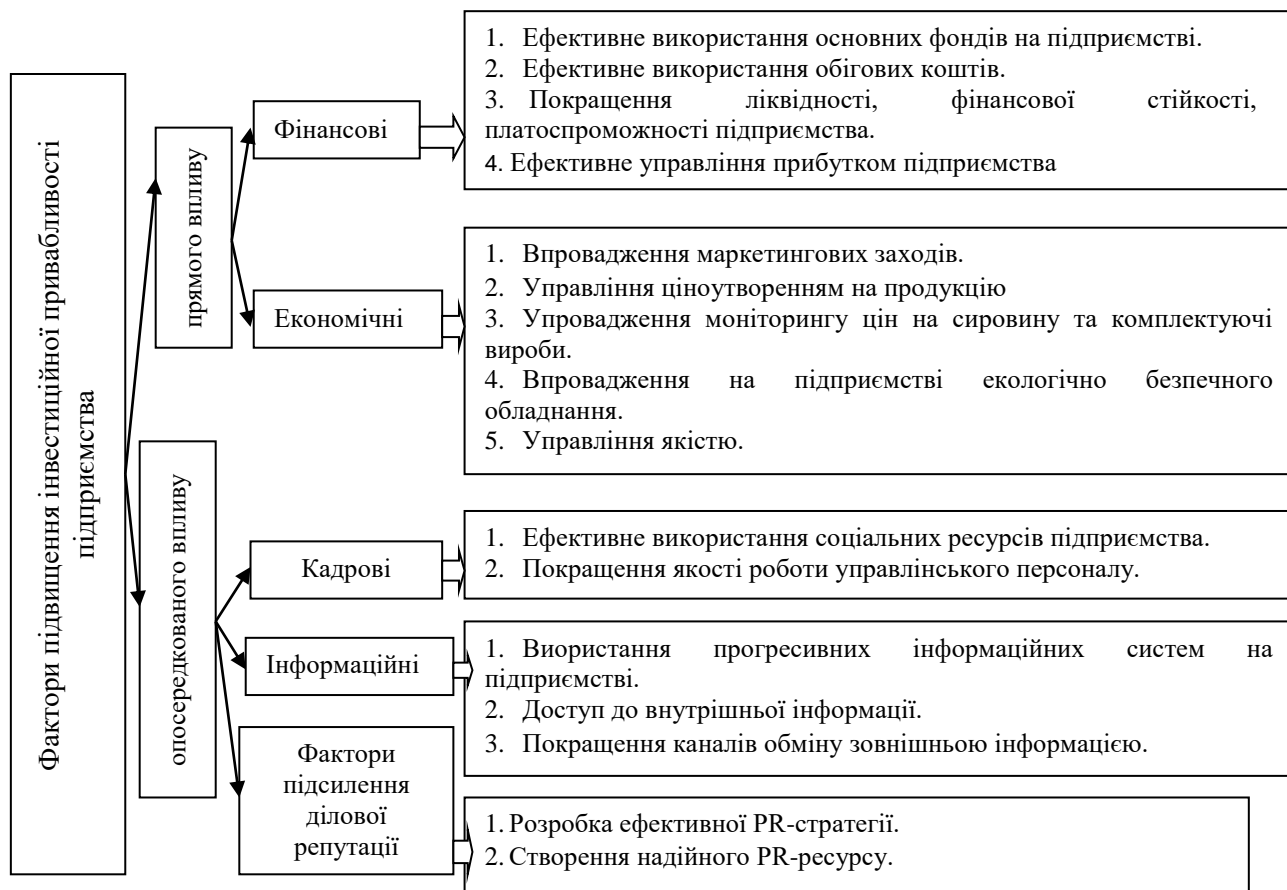 Фактори підвищення інвестиційної привабливості
підприємства
прямого впливу
Фінансові
1. Ефективне використання основних фондів на підприємстві.
2. Ефективне використання обігових коштів.
3. Покращення ліквідності, фінансової стійкості,
платоспроможності підприємства.
4. Ефективне управління прибутком підприємства
Економічні
1. Впровадження маркетингових заходів.
2. Управління ціноутворенням на продукцію
3. Упровадження моніторингу цін на сировину та комплектуючі
вироби.
4. Впровадження на підприємстві екологічно безпечного
обладнання.
5. Управління якістю.
опосередкованого впливу
Кадрові
1. Ефективне використання соціальних ресурсів підприємства.
2. Покращення якості роботи управлінського персоналу.
Інформаційні
1. Виористання прогресивних інформаційних систем на
підприємстві.
2. Доступ до внутрішньої інформації.
3. Покращення каналів обміну зовнішньою інформацією.
Фактори
підсилення
ділової
репутації
1. Розробка ефективної PR-стратегії.
2. Створення надійного PR-ресурсу.